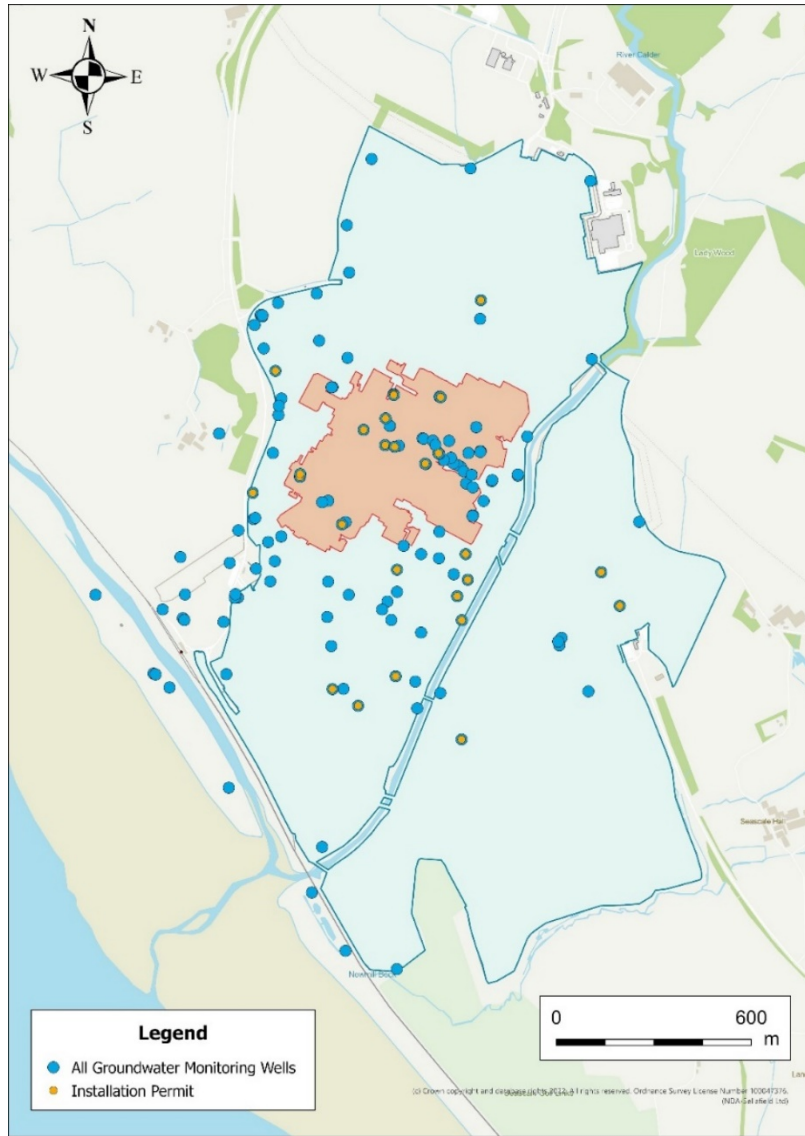 N
W E
S
River Calder
Lady Wood
Seascale Hal
Legend
All Groundwater Monitoring Wells
Installation Permit
0 600
m
(c) Crown copyright and database rights 2022. All rights reserved. Ordnance Survey License Number 100047376.
(NDA-Sellafield Ltd)